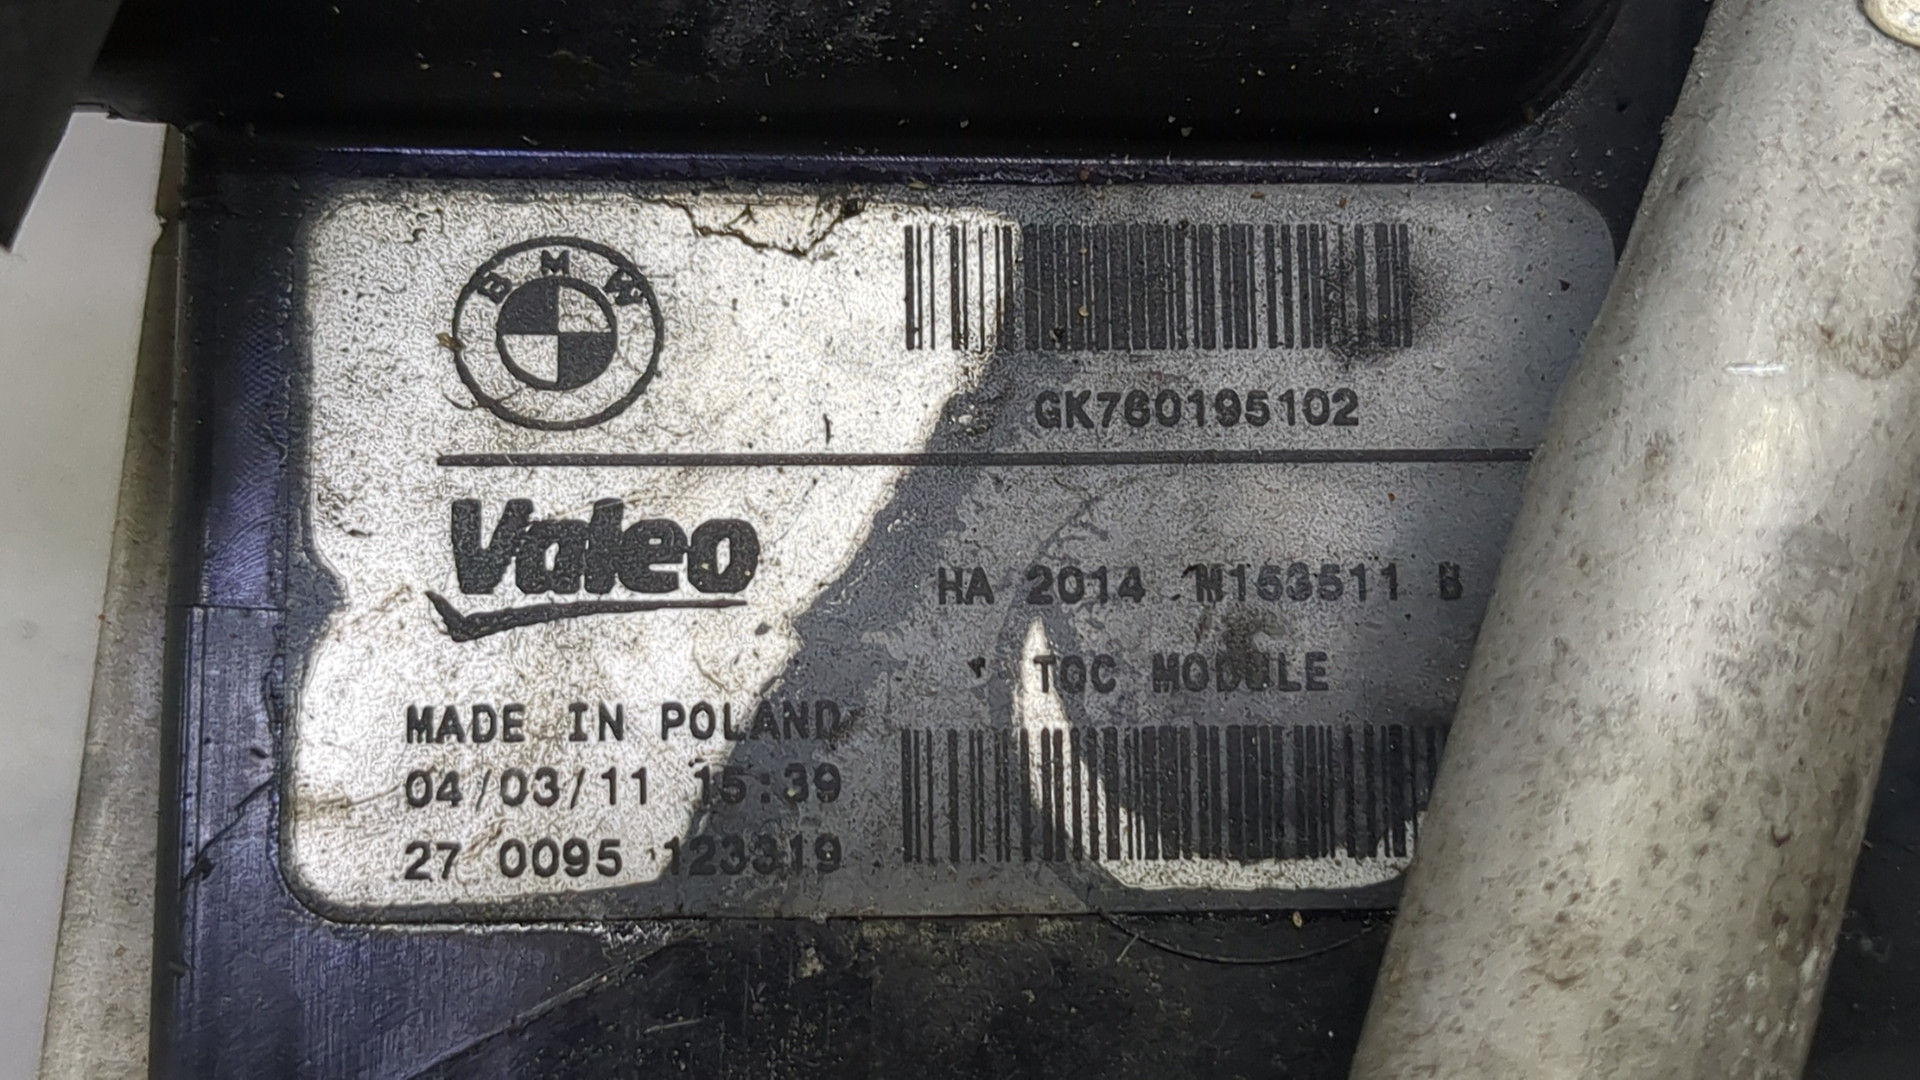 BMW
GK760195102
Valeo
HA 2014 M153511 B
TOC MODULE
MADE IN POLAND
04/03/11 15:39
27 0095 123319